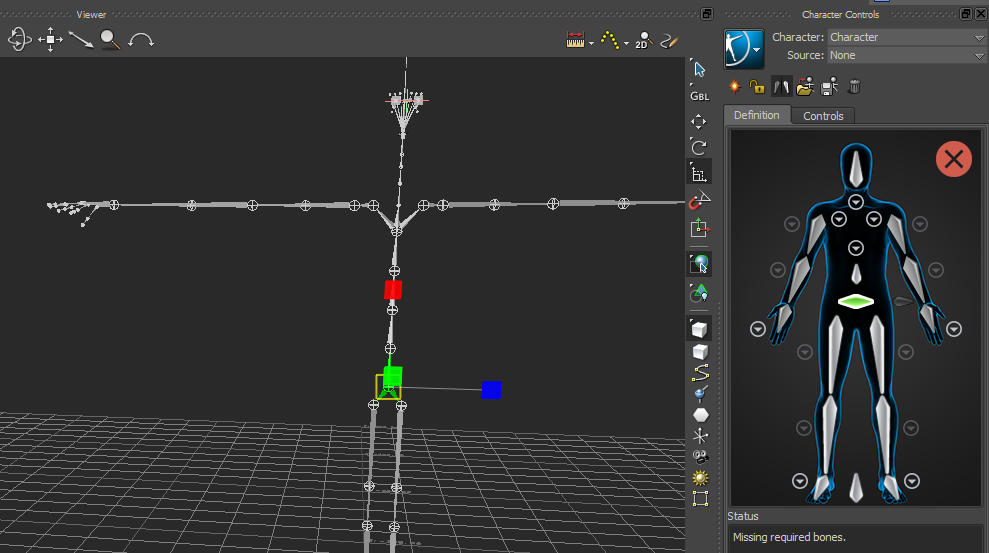 Viewer
Character Controls
Character: Character
Source: None
2D
GBL
Definition
Controls
Status
Missing required bones.